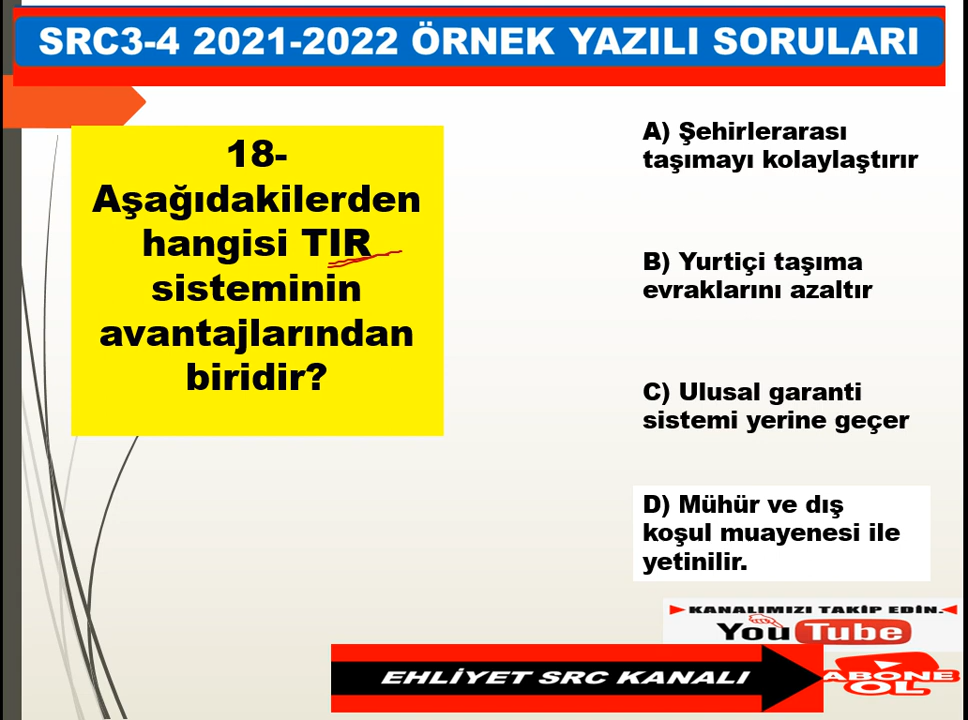 SRC3-4 2021-2022 ÖRNEK YAZILI SORULARI
18-
Aşağıdakilerden
hangisi TIR
sisteminin
avantajlarından
biridir?
A) Şehirlerarası
taşımayı kolaylaştırır
B) Yurtiçi taşıma
evraklarını azaltır
C) Ulusal garanti
sistemi yerine geçer
D) Mühür ve dış
koşul muayenesi ile
yetinilir.
KANALIMIZI TAKİP EDİN.
YouTube
EHLİYET SRC KANALI
ABONE
OL